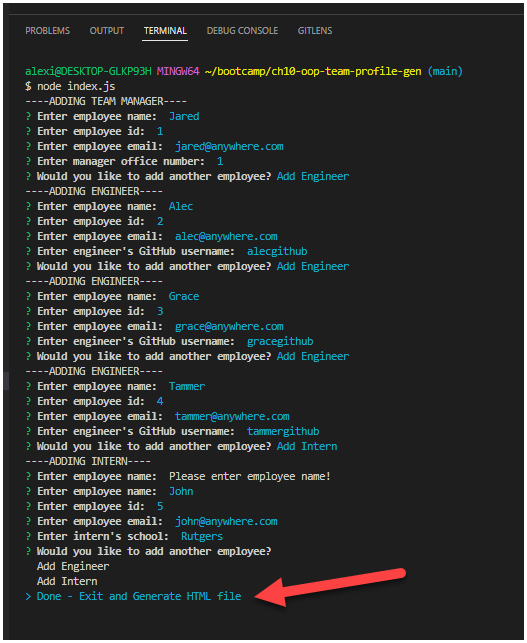 PROBLEMS OUTPUT TERMINAL DEBUG CONSOLE GITLENS
alexi@DESKTOP-GLKP93H MINGW64 ~/bootcamp/ch10-oop-team-profile-gen (main)
$ node index.js
----ADDING TEAM MANAGER----
? Enter employee name: Jared
? Enter employee id: 1
? Enter employee email: jared@anywhere.com
? Enter manager office number: 1
? Would you like to add another employee? Add Engineer
----ADDING ENGINEER----
? Enter employee name: Alec
? Enter employee id: 2
? Enter employee email: alec@anywhere.com
? Enter engineer's GitHub username: alecgithub
? Would you like to add another employee? Add Engineer
----ADDING ENGINEER----
? Enter employee name: Grace
? Enter employee id: 3
? Enter employee email: grace@anywhere.com
? Enter engineer's GitHub username: gracegithub
? Would you like to add another employee? Add Engineer
----ADDING ENGINEER----
? Enter employee name: Tammer
? Enter employee id: 4
? Enter employee email: tammer@anywhere.com
? Enter engineer's GitHub username: tammergithub
? Would you like to add another employee? Add Intern
----ADDING INTERN----
? Enter employee name: Please enter employee name!
? Enter employee name: John
? Enter employee id: 5
? Enter employee email: john@anywhere.com
? Enter intern's school: Rutgers
? Would you like to add another employee?
Add Engineer
Add Intern
> Done - Exit and Generate HTML file